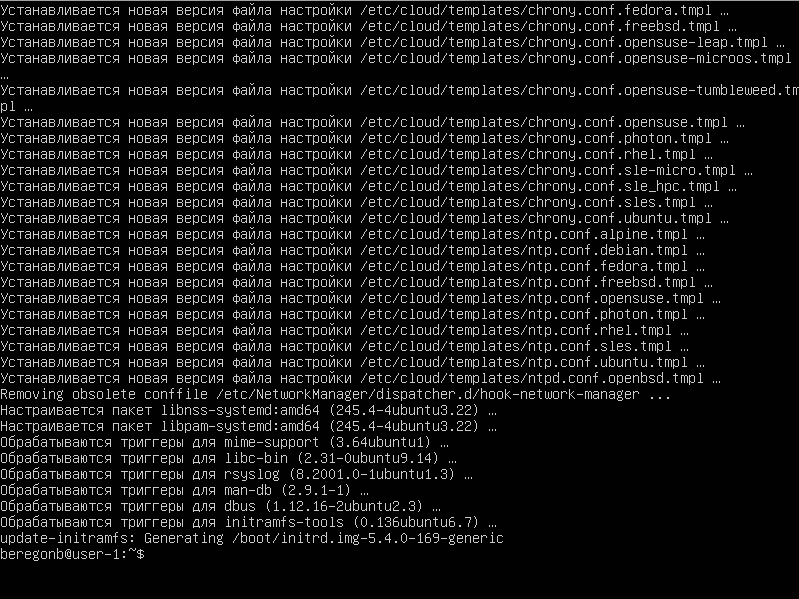 Устанавливается новая версия файла настройки /etc/cloud/templates/chrony.conf.fedora.tmpl …
Устанавливается новая версия файла настройки /etc/cloud/templates/chrony.conf.freebsd.tmpl …
Устанавливается новая версия файла настройки /etc/cloud/templates/chrony.conf.opensuse-leap.tmpl …
Устанавливается новая версия файла настройки /etc/cloud/templates/chrony.conf.opensuse-microos.tmpl
…
Устанавливается новая версия файла настройки /etc/cloud/templates/chrony.conf.opensuse-tumbleweed.tm
pl …
Устанавливается новая версия файла настройки /etc/cloud/templates/chrony.conf.opensuse.tmpl …
Устанавливается новая версия файла настройки /etc/cloud/templates/chrony.conf.photon.tmpl …
Устанавливается новая версия файла настройки /etc/cloud/templates/chrony.conf.rhel.tmpl …
Устанавливается новая версия файла настройки /etc/cloud/templates/chrony.conf.sle-micro.tmpl …
Устанавливается новая версия файла настройки /etc/cloud/templates/chrony.conf.sle_hpc.tmpl …
Устанавливается новая версия файла настройки /etc/cloud/templates/chrony.conf.sles.tmpl …
Устанавливается новая версия файла настройки /etc/cloud/templates/chrony.conf.ubuntu.tmpl …
Устанавливается новая версия файла настройки /etc/cloud/templates/ntp.conf.alpine.tmpl …
Устанавливается новая версия файла настройки /etc/cloud/templates/ntp.conf.debian.tmpl …
Устанавливается новая версия файла настройки /etc/cloud/templates/ntp.conf.fedora.tmpl …
Устанавливается новая версия файла настройки /etc/cloud/templates/ntp.conf.freebsd.tmpl …
Устанавливается новая версия файла настройки /etc/cloud/templates/ntp.conf.opensuse.tmpl …
Устанавливается новая версия файла настройки /etc/cloud/templates/ntp.conf.photon.tmpl …
Устанавливается новая версия файла настройки /etc/cloud/templates/ntp.conf.rhel.tmpl …
Устанавливается новая версия файла настройки /etc/cloud/templates/ntp.conf.sles.tmpl …
Устанавливается новая версия файла настройки /etc/cloud/templates/ntp.conf.ubuntu.tmpl …
Устанавливается новая версия файла настройки /etc/cloud/templates/ntpd.conf.openbsd.tmpl …
Removing obsolete conffile /etc/NetworkManager/dispatcher.d/hook-network-manager ...
Настраивается пакет libnss-systemd:amd64 (245.4-4ubuntu3.22) …
Настраивается пакет libpam-systemd:amd64 (245.4-4ubuntu3.22) …
Обрабатываются триггеры для mime-support (3.64ubuntu1) …
Обрабатываются триггеры для libc-bin (2.31-0ubuntu9.14) …
Обрабатываются триггеры для rsyslog (8.2001.0-1ubuntu1.3) …
Обрабатываются триггеры для man-db (2.9.1-1) …
Обрабатываются триггеры для dbus (1.12.16-2ubuntu2.3) …
Обрабатываются триггеры для initramfs-tools (0.136ubuntu6.7) …
update-initramfs: Generating /boot/initrd.img-5.4.0-169-generic
beregonb@user-1:~$